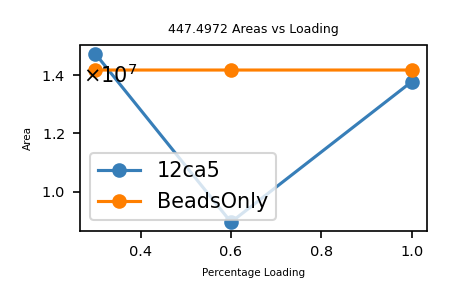 447.4972 Areas vs Loading
×10⁷
1.4
1.2
1.0
Area
12ca5
BeadsOnly
0.4 0.6 0.8 1.0
Percentage Loading